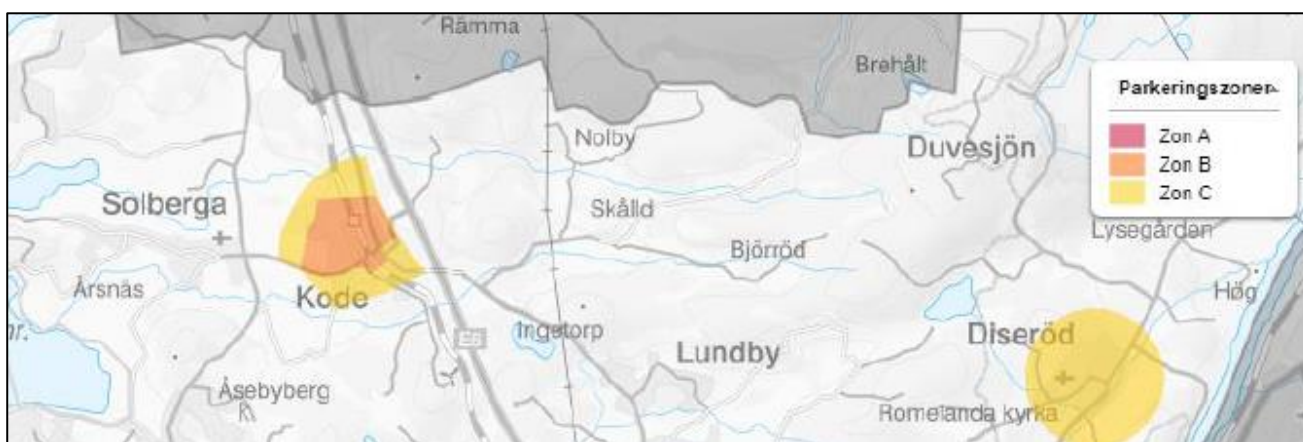 Rämma
Brehålt
Parkeringszoner
Zon A
Zon B
Zon C
Nolby
Duvesjön
Solberga
Skålld
Lysegården
Björröd
Årsnäs
Kode
Hög
nr.
Ingetorp
Diseröd
Lundby
Åsebyberg
Romelanda kyrka